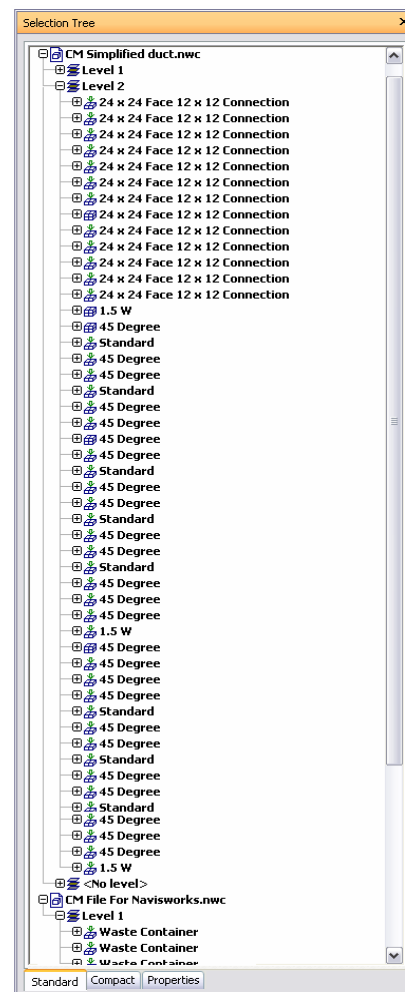 Selection Tree
CM Simplified duct.nwc
Level 1
Level 2
24 x 24 Face 12 x 12 Connection
24 x 24 Face 12 x 12 Connection
24 x 24 Face 12 x 12 Connection
24 x 24 Face 12 x 12 Connection
24 x 24 Face 12 x 12 Connection
24 x 24 Face 12 x 12 Connection
24 x 24 Face 12 x 12 Connection
24 x 24 Face 12 x 12 Connection
24 x 24 Face 12 x 12 Connection
24 x 24 Face 12 x 12 Connection
24 x 24 Face 12 x 12 Connection
24 x 24 Face 12 x 12 Connection
24 x 24 Face 12 x 12 Connection
1.5 W
45 Degree
Standard
45 Degree
45 Degree
Standard
45 Degree
45 Degree
45 Degree
45 Degree
Standard
45 Degree
45 Degree
Standard
45 Degree
45 Degree
Standard
45 Degree
45 Degree
45 Degree
1.5 W
45 Degree
45 Degree
45 Degree
45 Degree
Standard
45 Degree
45 Degree
Standard
45 Degree
45 Degree
Standard
45 Degree
45 Degree
45 Degree
1.5 W
<No level>
CM File For Navisworks.nwc
Level 1
Waste Container
Waste Container
Waste Container
Standard Compact Properties